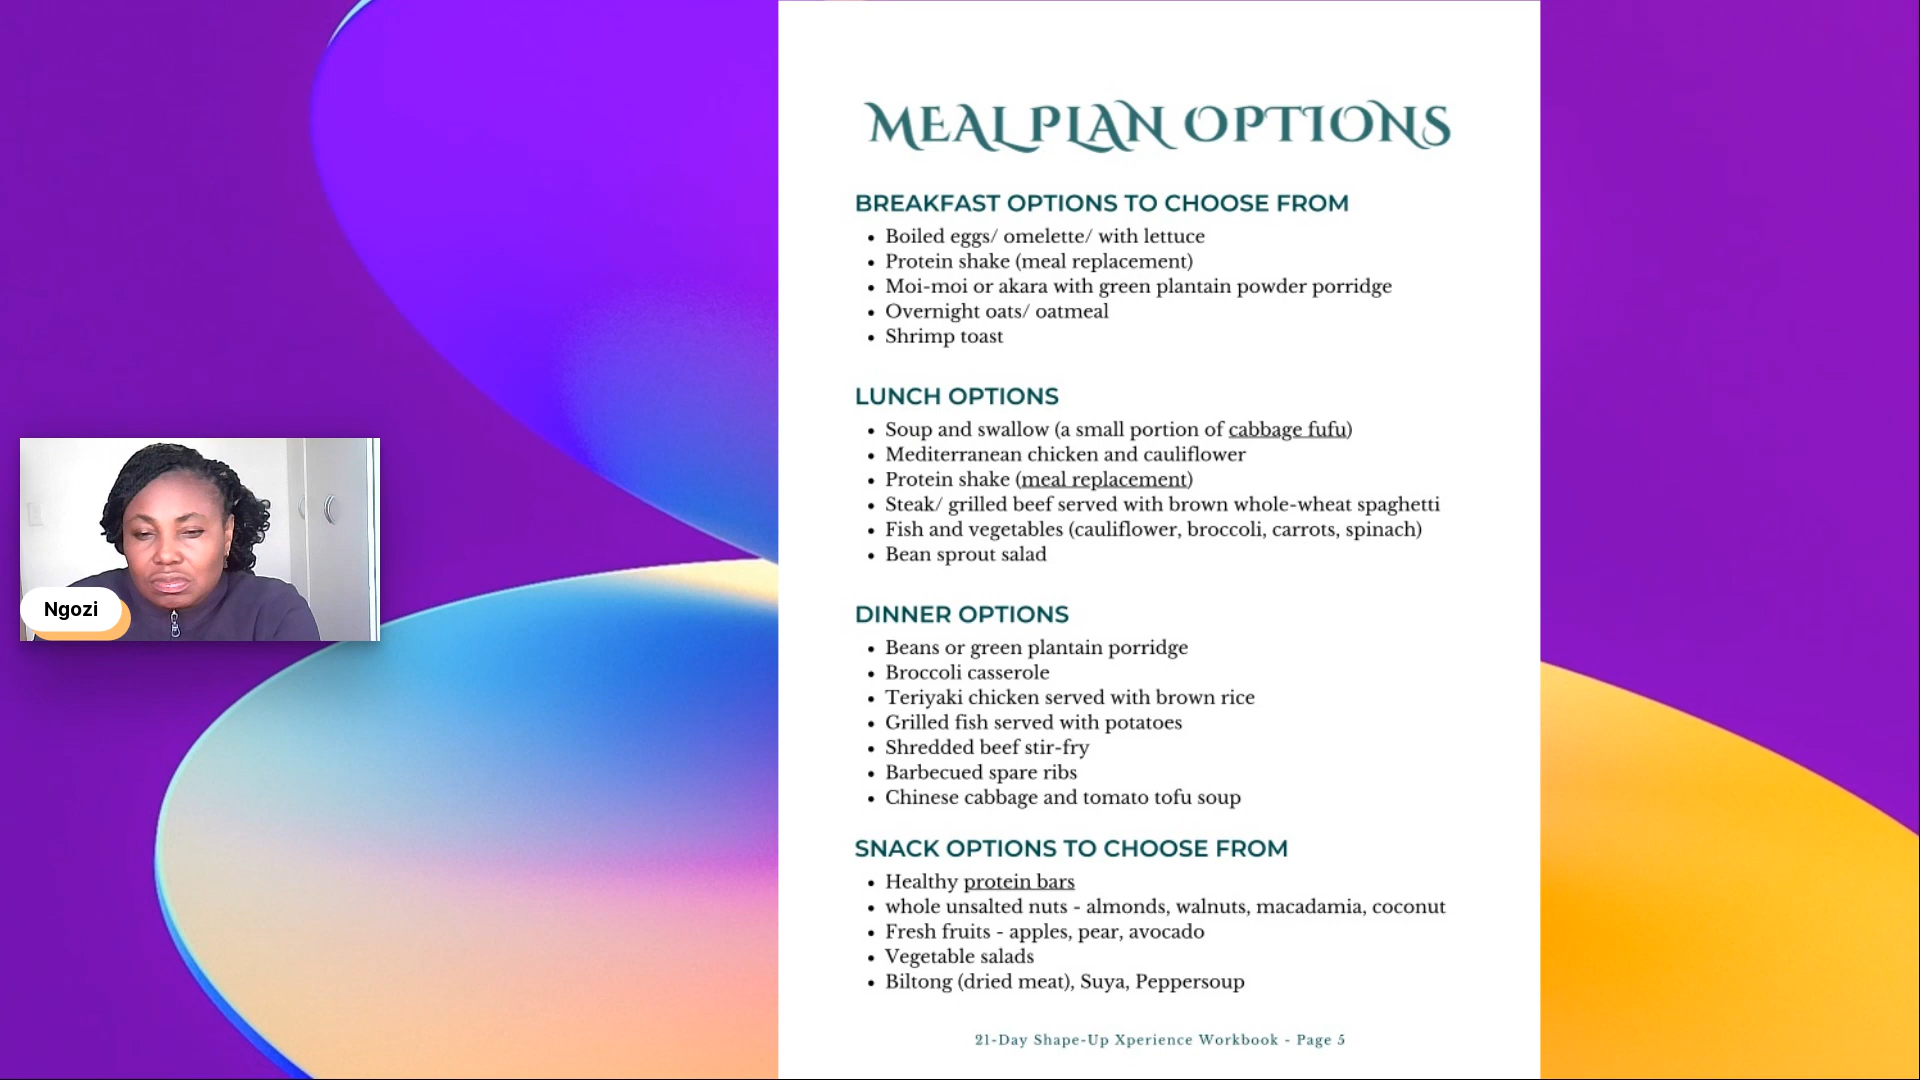 MEAL PLAN OPTIONS
BREAKFAST OPTIONS TO CHOOSE FROM
• Boiled eggs/ omelette/ with lettuce
• Protein shake (meal replacement)
• Moi-moi or akara with green plantain powder porridge
• Overnight oats/ oatmeal
• Shrimp toast
LUNCH OPTIONS
• Soup and swallow (a small portion of cabbage fufu)
• Mediterranean chicken and cauliflower
• Protein shake (meal replacement)
• Steak/ grilled beef served with brown whole-wheat spaghetti
• Fish and vegetables (cauliflower, broccoli, carrots, spinach)
• Bean sprout salad
DINNER OPTIONS
• Beans or green plantain porridge
• Broccoli casserole
• Teriyaki chicken served with brown rice
• Grilled fish served with potatoes
• Shredded beef stir-fry
• Barbecued spare ribs
• Chinese cabbage and tomato tofu soup
SNACK OPTIONS TO CHOOSE FROM
• Healthy protein bars
• whole unsalted nuts - almonds, walnuts, macadamia, coconut
• Fresh fruits - apples, pear, avocado
• Vegetable salads
• Biltong (dried meat), Suya, Peppersoup
21-Day Shape-Up Xperience Workbook - Page 5
Ngozi